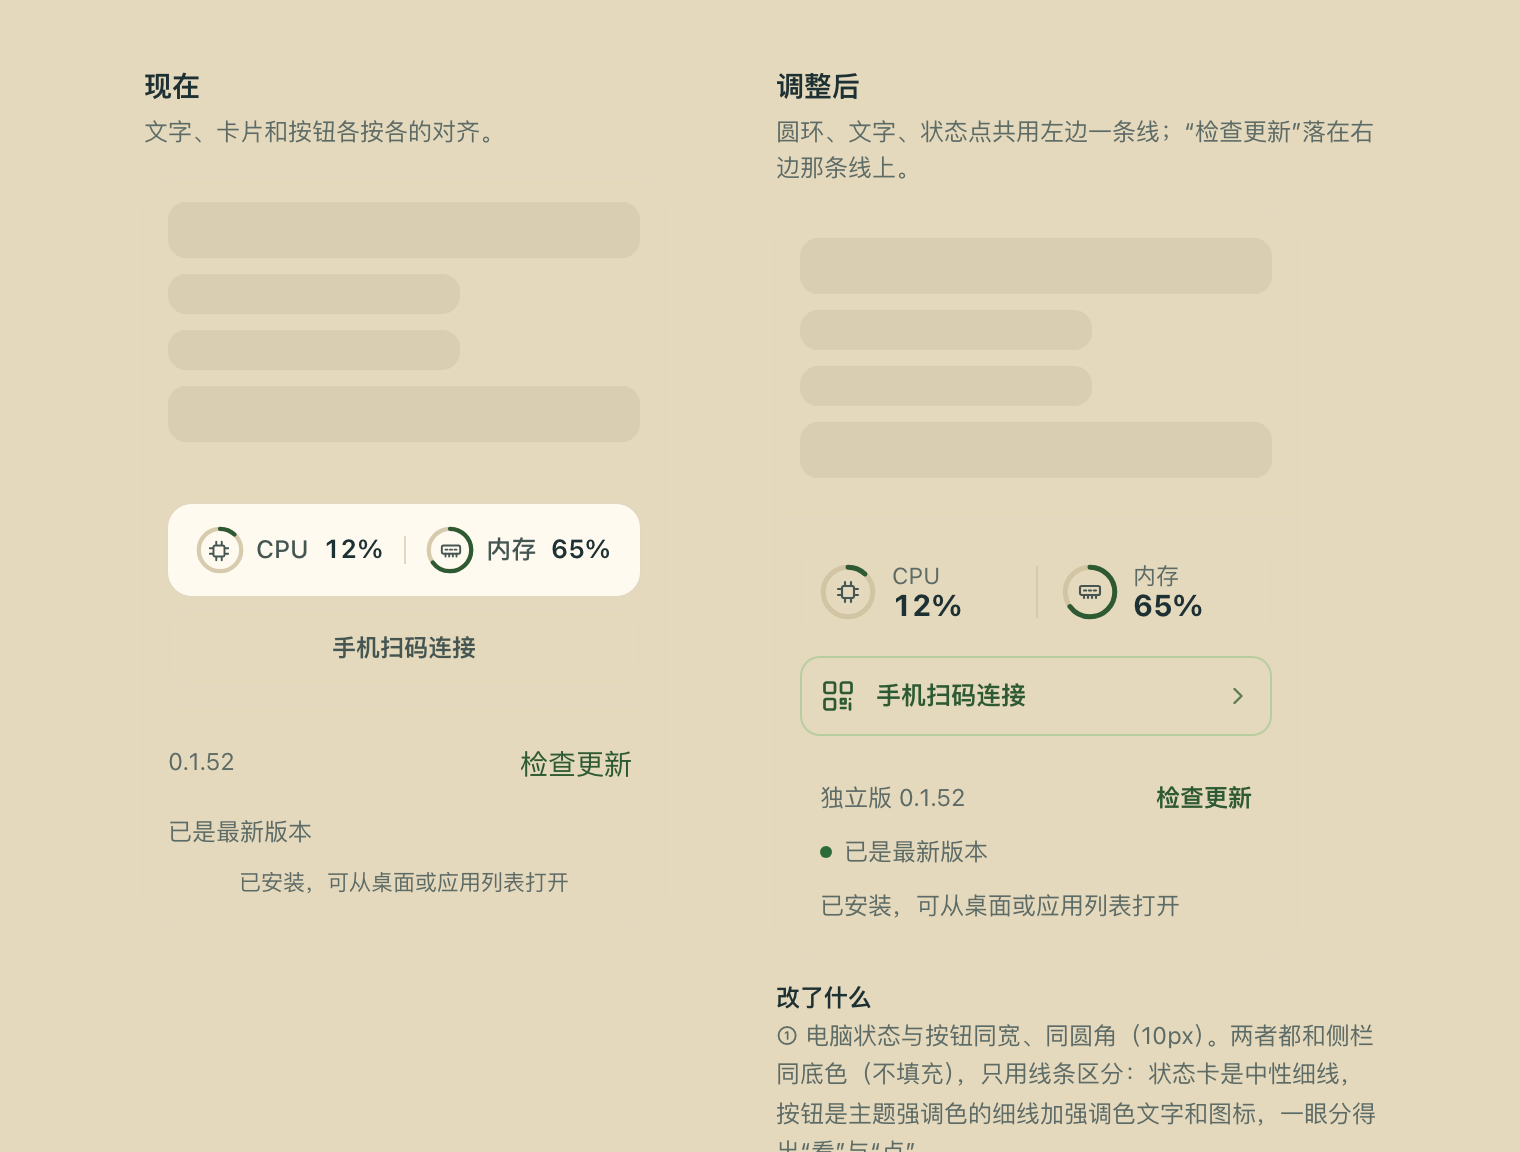 现在
文字、卡片和按钮各按各的对齐。
CPU 12%
内存 65%
手机扫码连接
0.1.52
检查更新
已是最新版本
已安装，可从桌面或应用列表打开
调整后
圆环、文字、状态点共用左边一条线；“检查更新”落在右
边那条线上。
CPU
12%
内存
65%
手机扫码连接
独立版 0.1.52
检查更新
已是最新版本
已安装，可从桌面或应用列表打开
改了什么
① 电脑状态与按钮同宽、同圆角（10px）。两者都和侧栏
同底色（不填充），只用线条区分：状态卡是中性细线，
按钮是主题强调色的细线加强调色文字和图标，一眼分得
出“看”与“点”